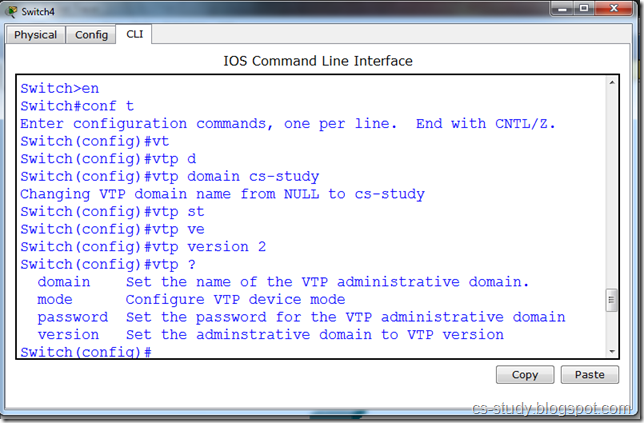 Switch4
Physical Config CLI
IOS Command Line Interface
Switch>en
Switch#conf t
Enter configuration commands, one per line.  End with CNTL/Z.
Switch(config)#vt
Switch(config)#vtp d
Switch(config)#vtp domain cs-study
Changing VTP domain name from NULL to cs-study
Switch(config)#vtp st
Switch(config)#vtp ve
Switch(config)#vtp version 2
Switch(config)#vtp ?
  domain    Set the name of the VTP administrative domain.
  mode      Configure VTP device mode
  password  Set the password for the VTP administrative domain
  version   Set the adminstrative domain to VTP version
Switch(config)#
Copy Paste
cs-study.blogspot.com